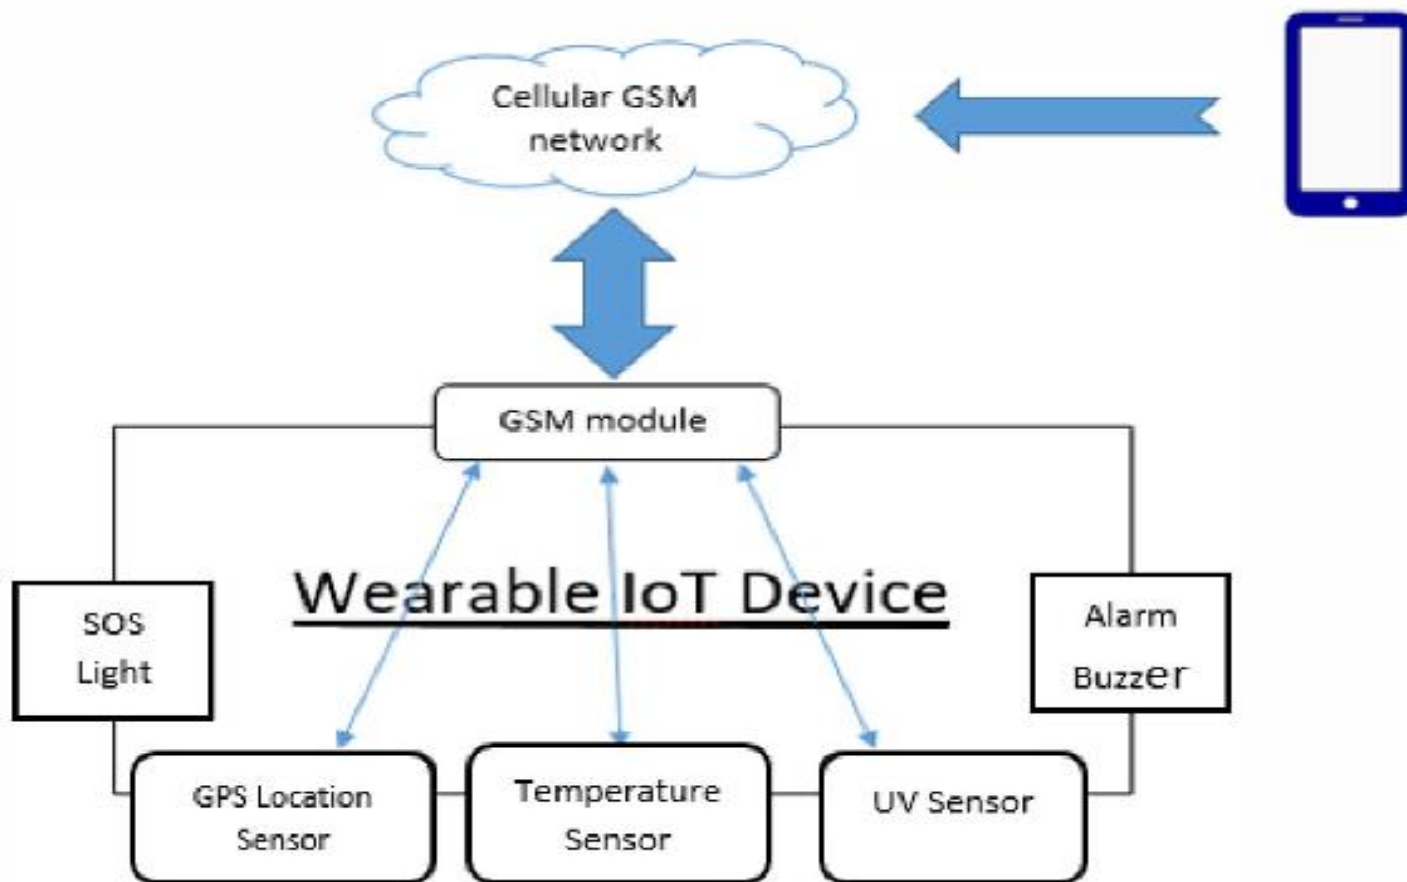 Cellular GSM
network
GSM module
Wearable IoT Device
SOS
Light
Alarm
Buzzer
GPS Location
Sensor
Temperature
Sensor
UV Sensor